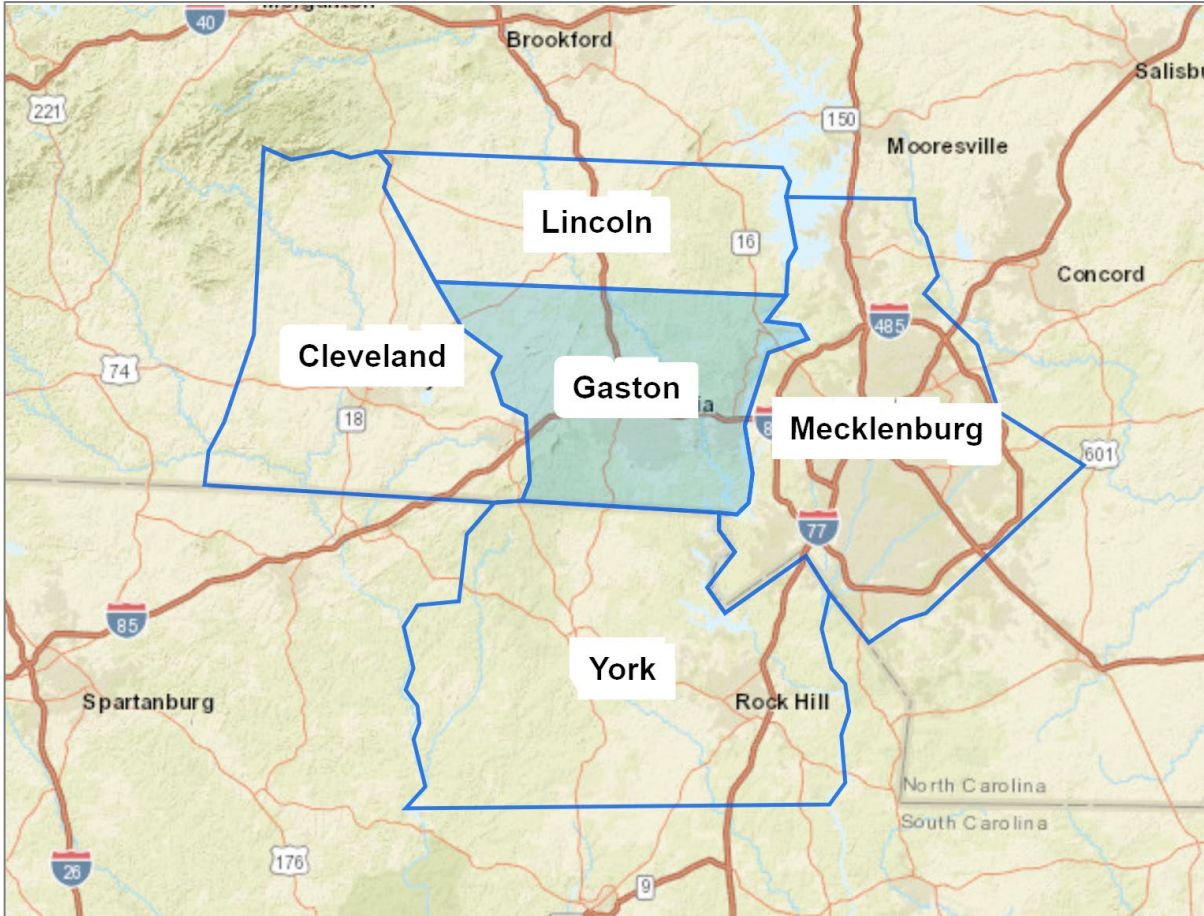 40
Brookford
Salisbu
221
150
Mooresville
Lincoln
16
Concord
485
Cleveland
74
Gaston
18
Mecklenburg
601
77
85
York
Spartanburg
Rock Hill
North Carolina
South Carolina
176
26
9